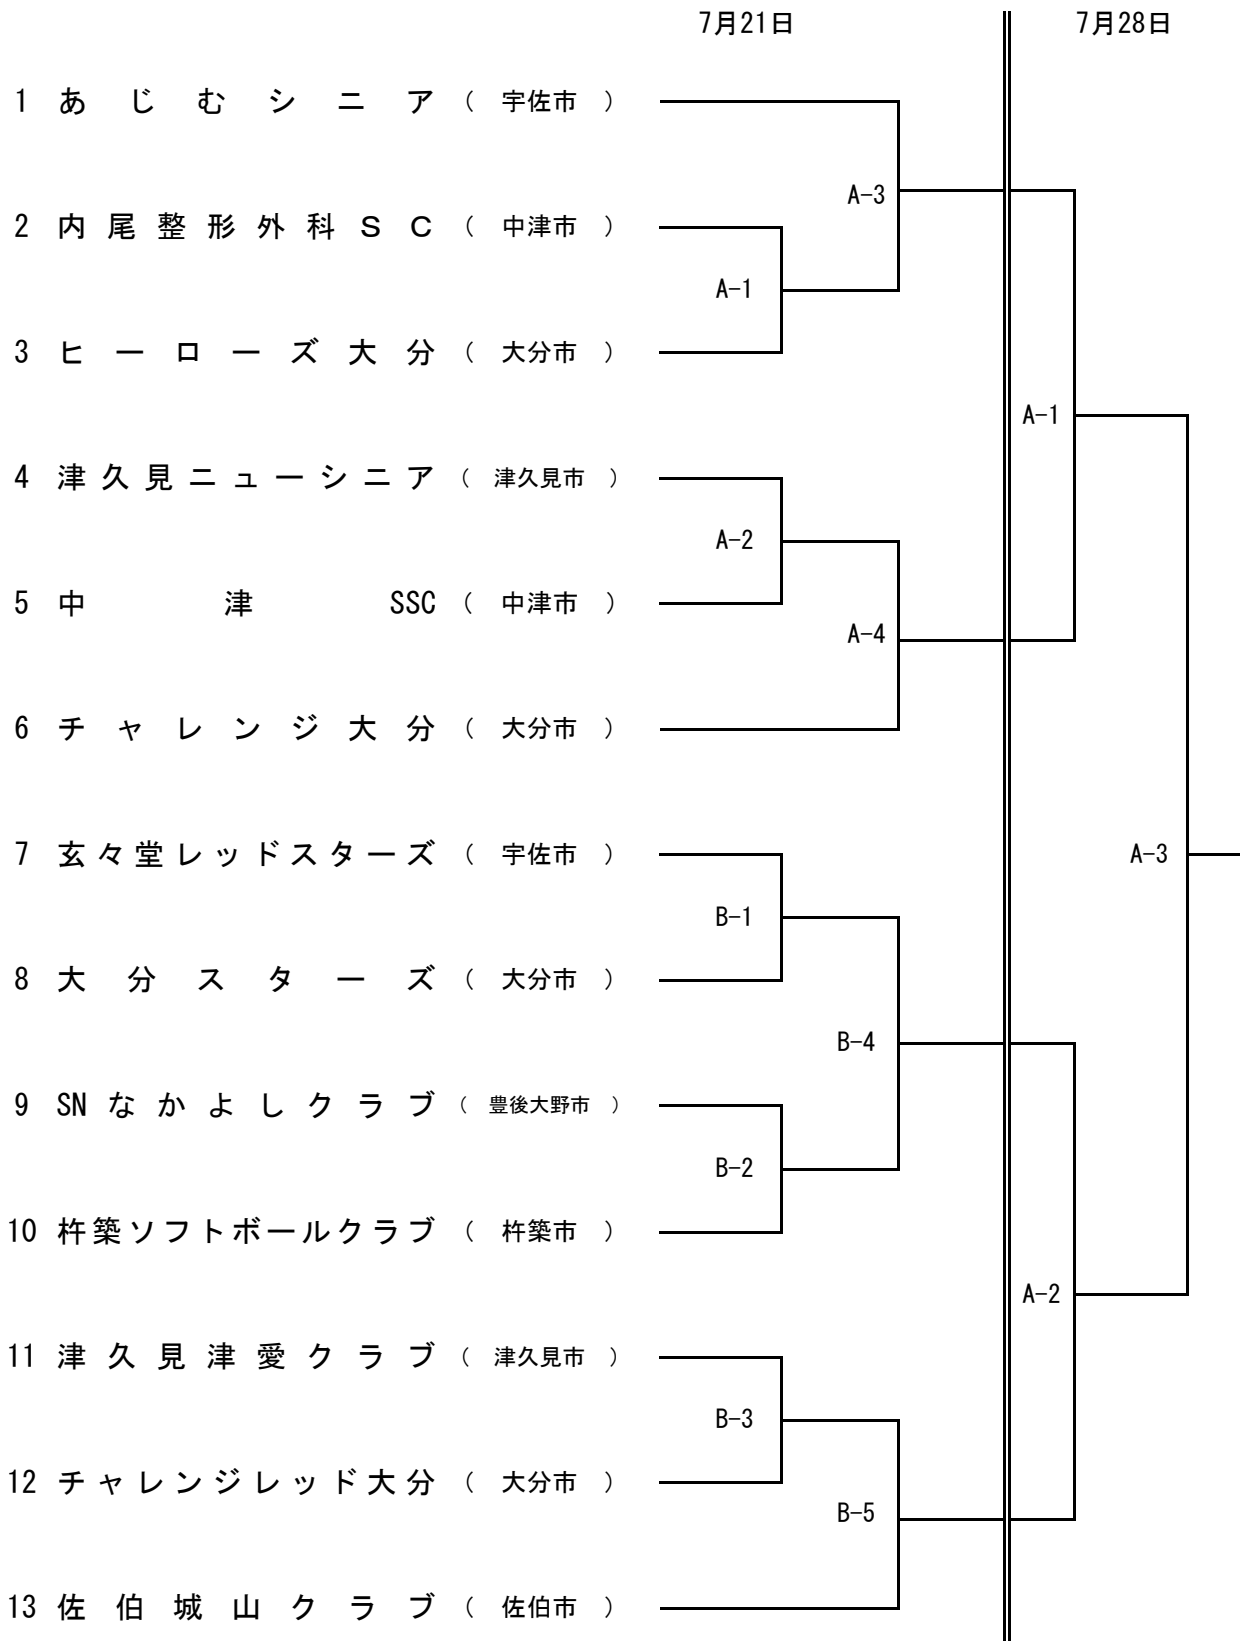 7月21日 7月28日
1 あじむシニア （ 宇佐市 ）
A-3
2 内尾整形外科ＳＣ （ 中津市 ）
A-1
3 ヒーローズ大分 （ 大分市 ）
A-1
4 津久見ニューシニア （ 津久見市 ）
A-2
5 中津SSC （ 中津市 ）
A-4
6 チャレンジ大分 （ 大分市 ）
7 玄々堂レッドスターズ （ 宇佐市 ）
A-3
B-1
8 大分スターズ （ 大分市 ）
B-4
9 SNなかよしクラブ （ 豊後大野市 ）
B-2
10 杵築ソフトボールクラブ （ 杵築市 ）
A-2
11 津久見津愛クラブ （ 津久見市 ）
B-3
12 チャレンジレッド大分 （ 大分市 ）
B-5
13 佐伯城山クラブ （ 佐伯市 ）